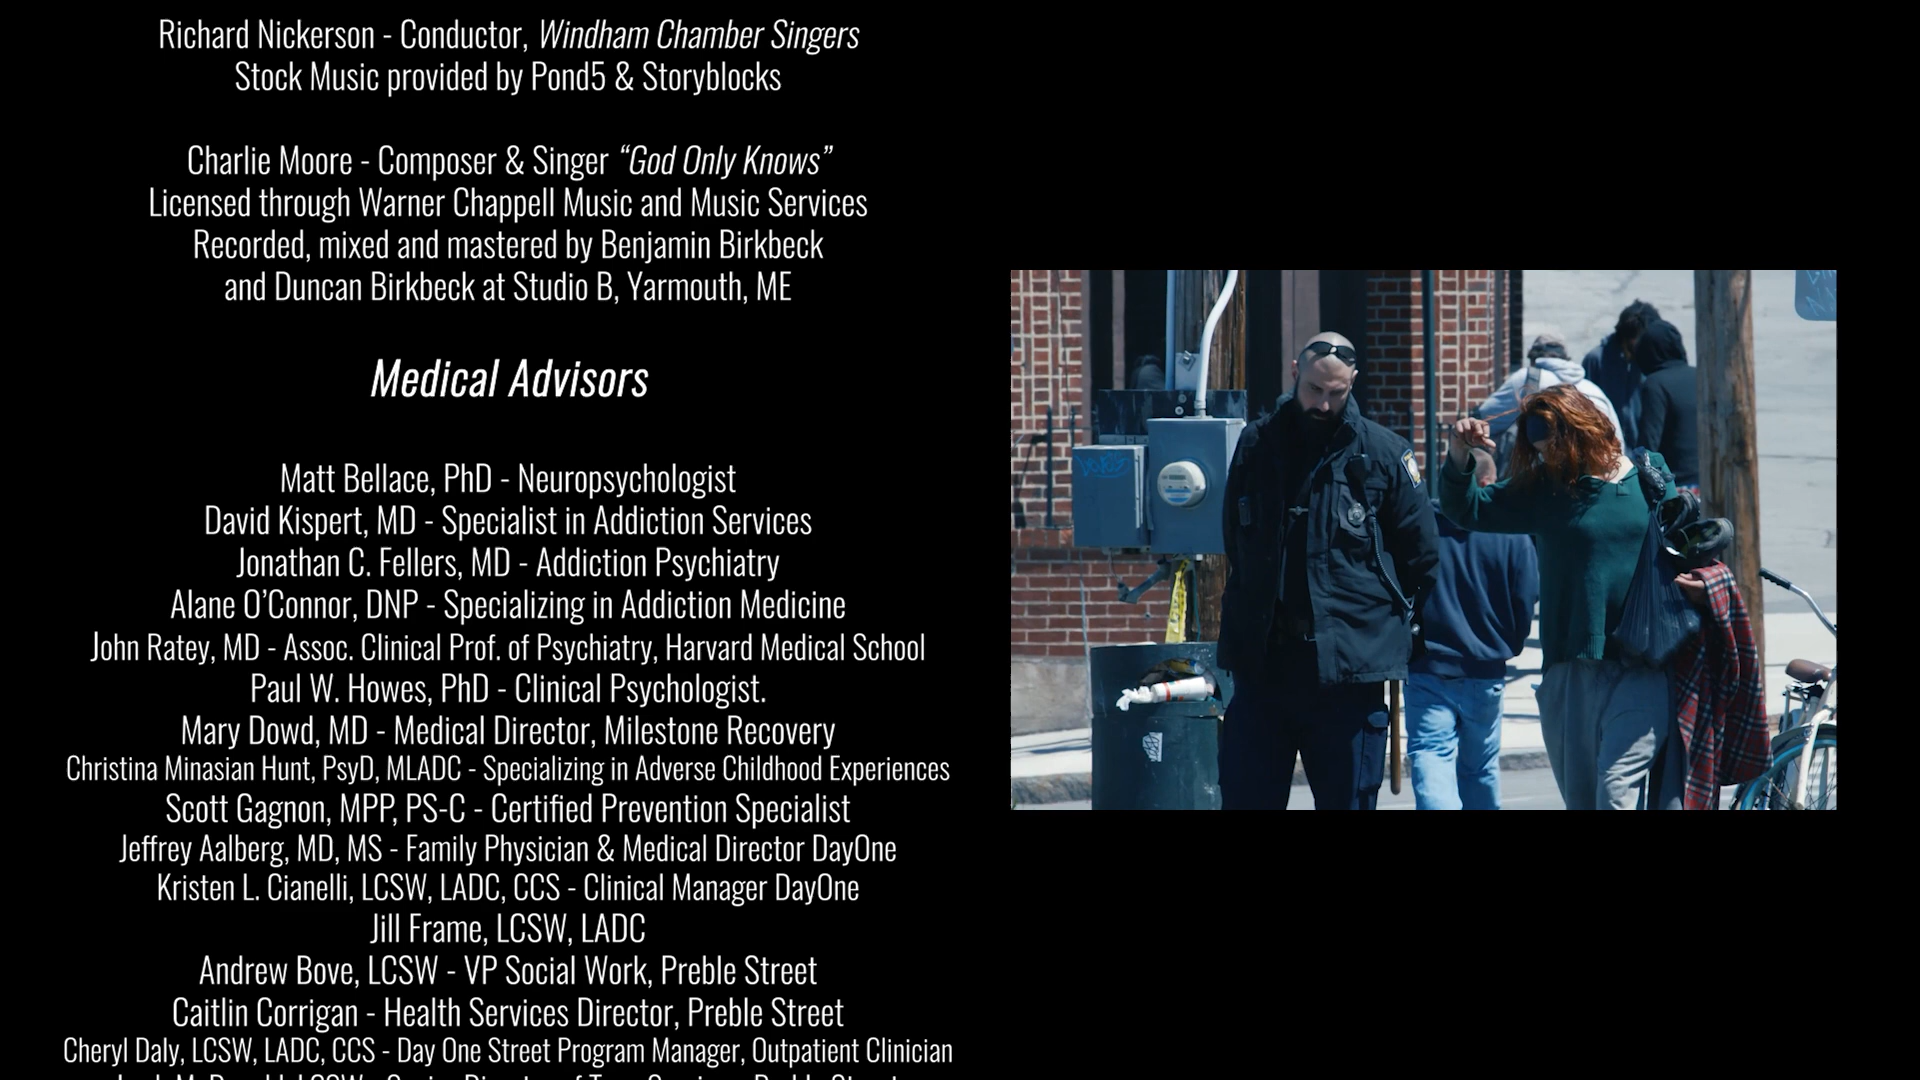 Richard Nickerson - Conductor, Windham Chamber Singers
Stock Music provided by Pond5 & Storyblocks
Charlie Moore - Composer & Singer “God Only Knows”
Licensed through Warner Chappell Music and Music Services
Recorded, mixed and mastered by Benjamin Birkbeck
and Duncan Birkbeck at Studio B, Yarmouth, ME
Medical Advisors
Matt Bellace, PhD - Neuropsychologist
David Kispert, MD - Specialist in Addiction Services
Jonathan C. Fellers, MD - Addiction Psychiatry
Alane O’Connor, DNP - Specializing in Addiction Medicine
John Ratey, MD - Assoc. Clinical Prof. of Psychiatry, Harvard Medical School
Paul W. Howes, PhD - Clinical Psychologist.
Mary Dowd, MD - Medical Director, Milestone Recovery
Christina Minasian Hunt, PsyD, MLADC - Specializing in Adverse Childhood Experiences
Scott Gagnon, MPP, PS-C - Certified Prevention Specialist
Jeffrey Aalberg, MD, MS - Family Physician & Medical Director DayOne
Kristen L. Cianelli, LCSW, LADC, CCS - Clinical Manager DayOne
Jill Frame, LCSW, LADC
Andrew Bove, LCSW - VP Social Work, Preble Street
Caitlin Corrigan - Health Services Director, Preble Street
Cheryl Daly, LCSW, LADC, CCS - Day One Street Program Manager, Outpatient Clinician